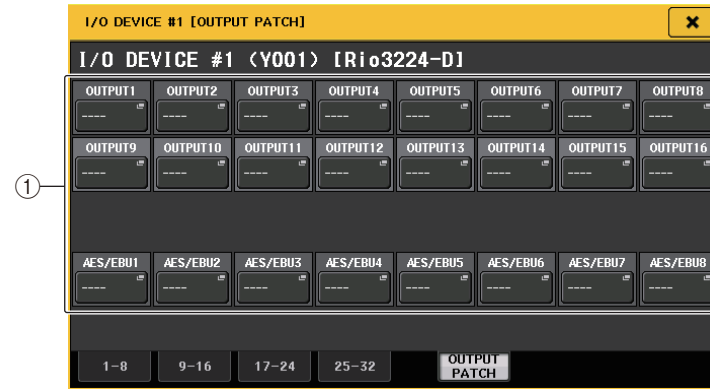 I/O DEVICE #1 [OUTPUT PATCH]
I/O DEVICE #1 (Y001) [Rio3224-D]
OUTPUT1 OUTPUT2 OUTPUT3 OUTPUT4 OUTPUT5 OUTPUT6 OUTPUT7 OUTPUT8
---- ---- ---- ---- ---- ---- ---- ----
OUTPUT9 OUTPUT10 OUTPUT11 OUTPUT12 OUTPUT13 OUTPUT14 OUTPUT15 OUTPUT16
---- ---- ---- ---- ---- ---- ---- ----
①
AES/EBU1 AES/EBU2 AES/EBU3 AES/EBU4 AES/EBU5 AES/EBU6 AES/EBU7 AES/EBU8
---- ---- ---- ---- ---- ---- ---- ----
1-8 9-16 17-24 25-32 OUTPUT
PATCH